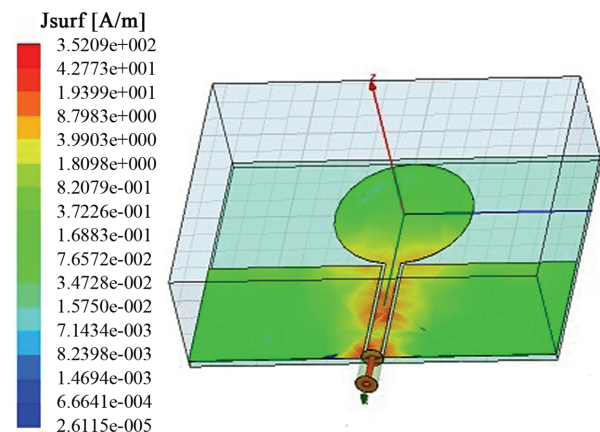 Jsurf [A/m]
3.5209e+002
4.2773e+001
1.9399e+001
8.7983e+000
3.9903e+000
1.8098e+000
8.2079e-001
3.7226e-001
1.6883e-001
7.6572e-002
3.4728e-002
1.5750e-002
7.1434e-003
8.2398e-003
1.4694e-003
6.6641e-004
2.6115e-005